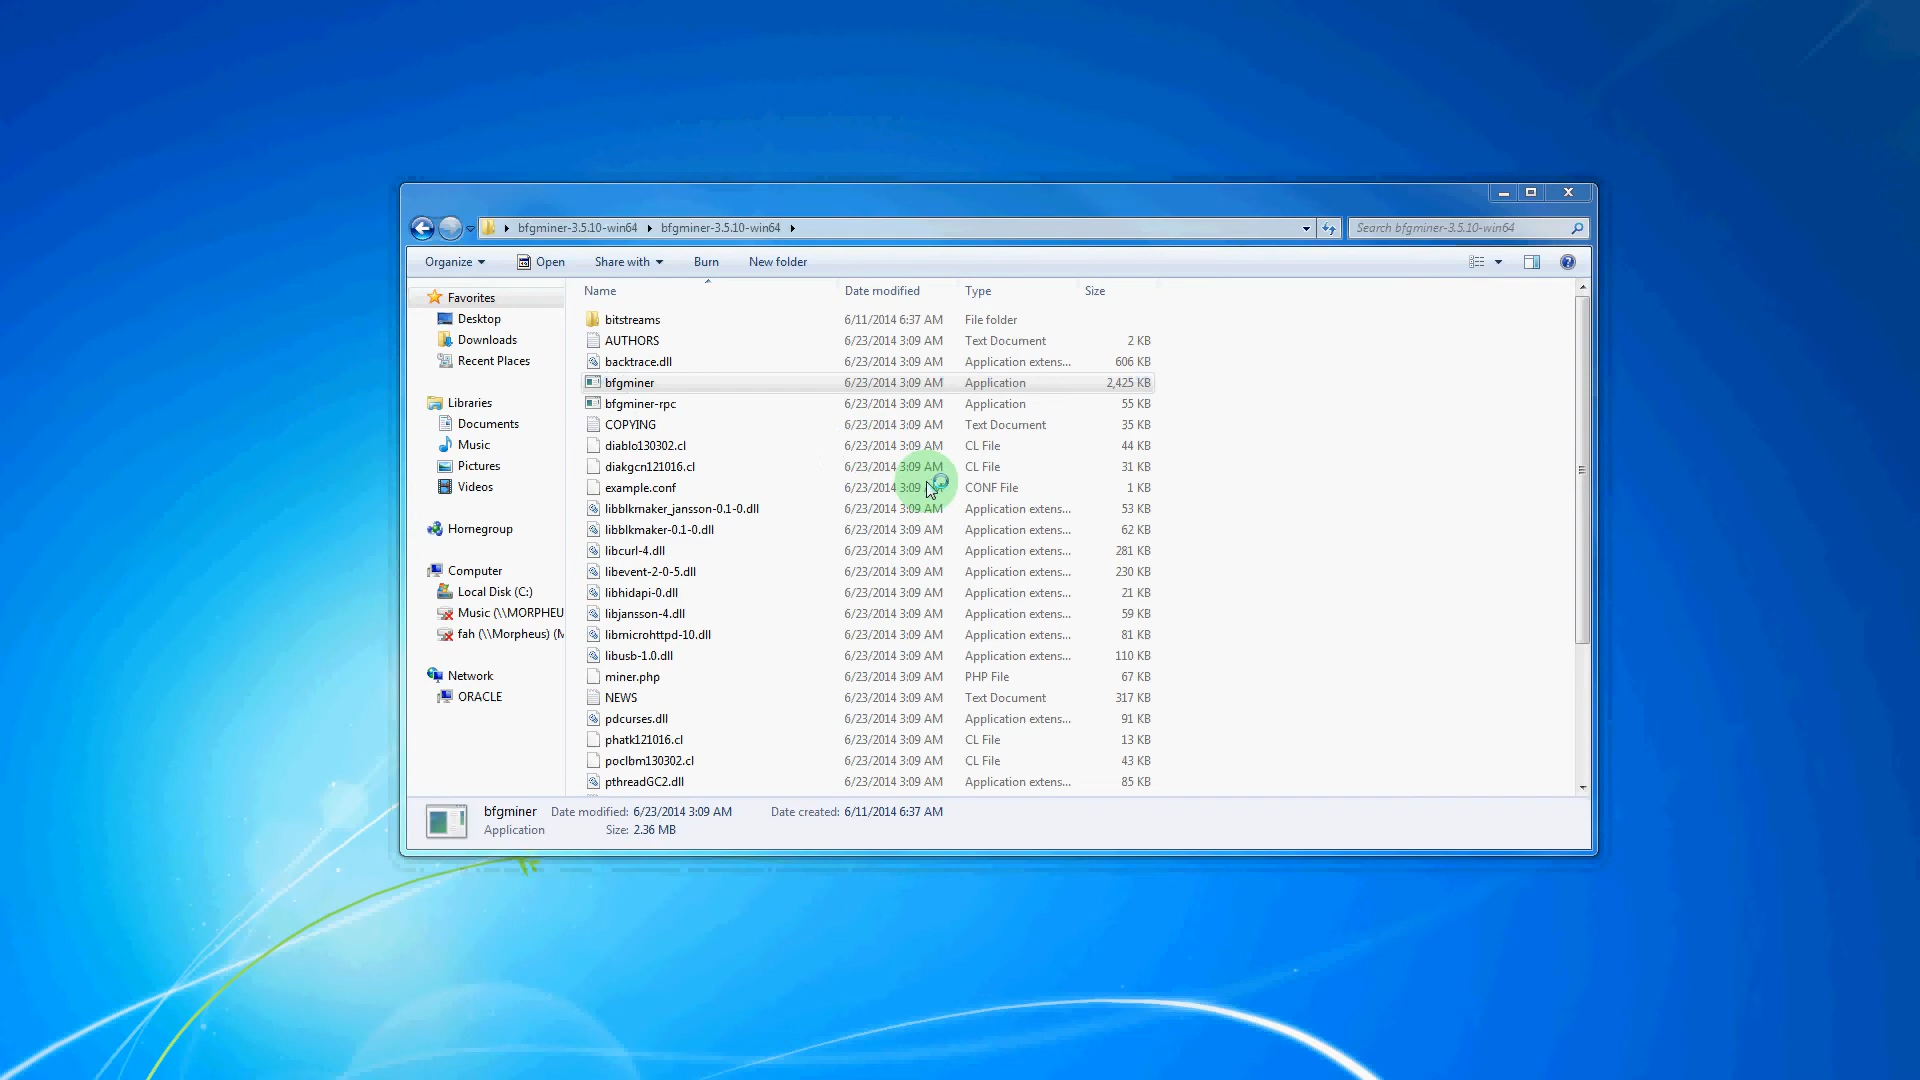 bfgminer-3.5.10-win64 bfgminer-3.5.10-win64
Search bfgminer-3.5.10-win64
Organize Open Share with Burn New folder
Name Date modified Type Size
Favorites
Desktop
Downloads
Recent Places
Libraries
Documents
Music
Pictures
Videos
Homegroup
Computer
Local Disk (C:)
Music (\\MORPHEU
fah (\\Morpheus) (M
Network
ORACLE
bitstreams 6/11/2014 6:37 AM File folder
AUTHORS 6/23/2014 3:09 AM Text Document 2 KB
backtrace.dll 6/23/2014 3:09 AM Application extens... 606 KB
bfgminer 6/23/2014 3:09 AM Application 2,425 KB
bfgminer-rpc 6/23/2014 3:09 AM Application 55 KB
COPYING 6/23/2014 3:09 AM Text Document 35 KB
diablo130302.cl 6/23/2014 3:09 AM CL File 44 KB
diakgcn121016.cl 6/23/2014 3:09 AM CL File 31 KB
example.conf 6/23/2014 3:09 CONF File 1 KB
libblkmaker_jansson-0.1-0.dll 6/23/2014 3:09 AM Application extens... 53 KB
libblkmaker-0.1-0.dll 6/23/2014 3:09 AM Application extens... 62 KB
libcurl-4.dll 6/23/2014 3:09 AM Application extens... 281 KB
libevent-2-0-5.dll 6/23/2014 3:09 AM Application extens... 230 KB
libhidapi-0.dll 6/23/2014 3:09 AM Application extens... 21 KB
libjansson-4.dll 6/23/2014 3:09 AM Application extens... 59 KB
libmicrohttpd-10.dll 6/23/2014 3:09 AM Application extens... 81 KB
libusb-1.0.dll 6/23/2014 3:09 AM Application extens... 110 KB
miner.php 6/23/2014 3:09 AM PHP File 67 KB
NEWS 6/23/2014 3:09 AM Text Document 317 KB
pdcurses.dll 6/23/2014 3:09 AM Application extens... 91 KB
phatk121016.cl 6/23/2014 3:09 AM CL File 13 KB
poclbm130302.cl 6/23/2014 3:09 AM CL File 43 KB
pthreadGC2.dll 6/23/2014 3:09 AM Application extens... 85 KB
bfgminer Date modified: 6/23/2014 3:09 AM Date created: 6/11/2014 6:37 AM
Application Size: 2.36 MB